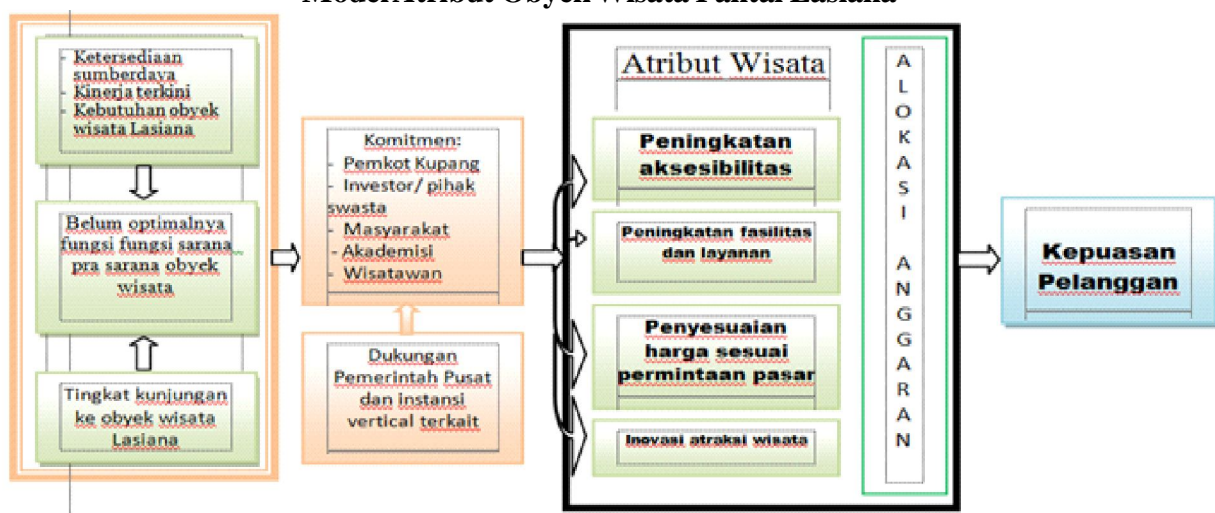 Model Atribut Obyek Wisata Pantai Lasiana
- Ketersediaan
sumberdaya
- Kinerja terkini
- Kebutuhan obyek
wisata Lasiana
Belum optimalnya
fungsi fungsi sarana
pra sarana obyek
wisata
Tingkat kunjungan
ke obyek wisata
Lasiana
Komitmen:
- Pemkot Kupang
- Investor/ pihak
swasta
- Masyarakat
- Akademisi
- Wisatawan
Dukungan
Pemerintah Pusat
dan instansi
vertical terkait
Atribut Wisata
Peningkatan
aksesibilitas
Peningkatan fasilitas
dan layanan
Penyesuaian
harga sesuai
permintaan pasar
Inovasi atraksi wisata
A
L
O
K
A
S
I
A
N
G
G
A
R
A
N
Kepuasan
Pelanggan